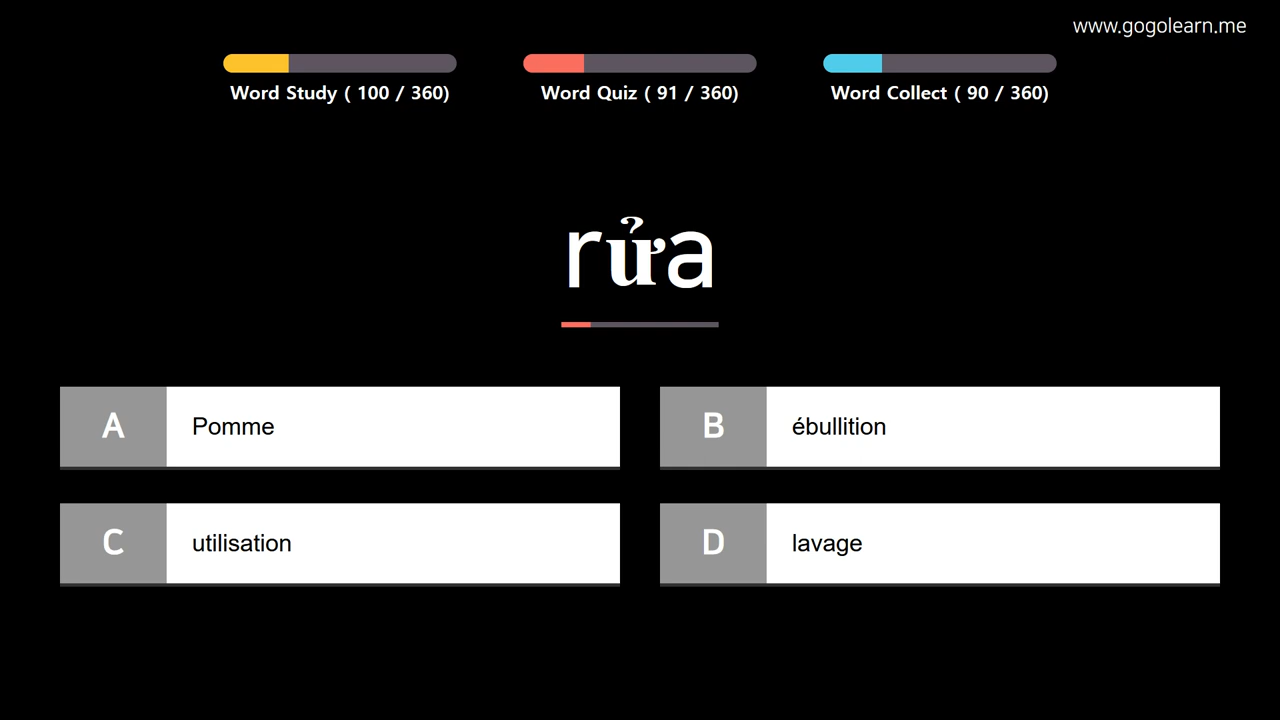 www.gogolearn.me
Word Study ( 100 / 360)
Word Quiz ( 91 / 360)
Word Collect ( 90 / 360)
rửa
A Pomme
B ébullition
C utilisation
D lavage